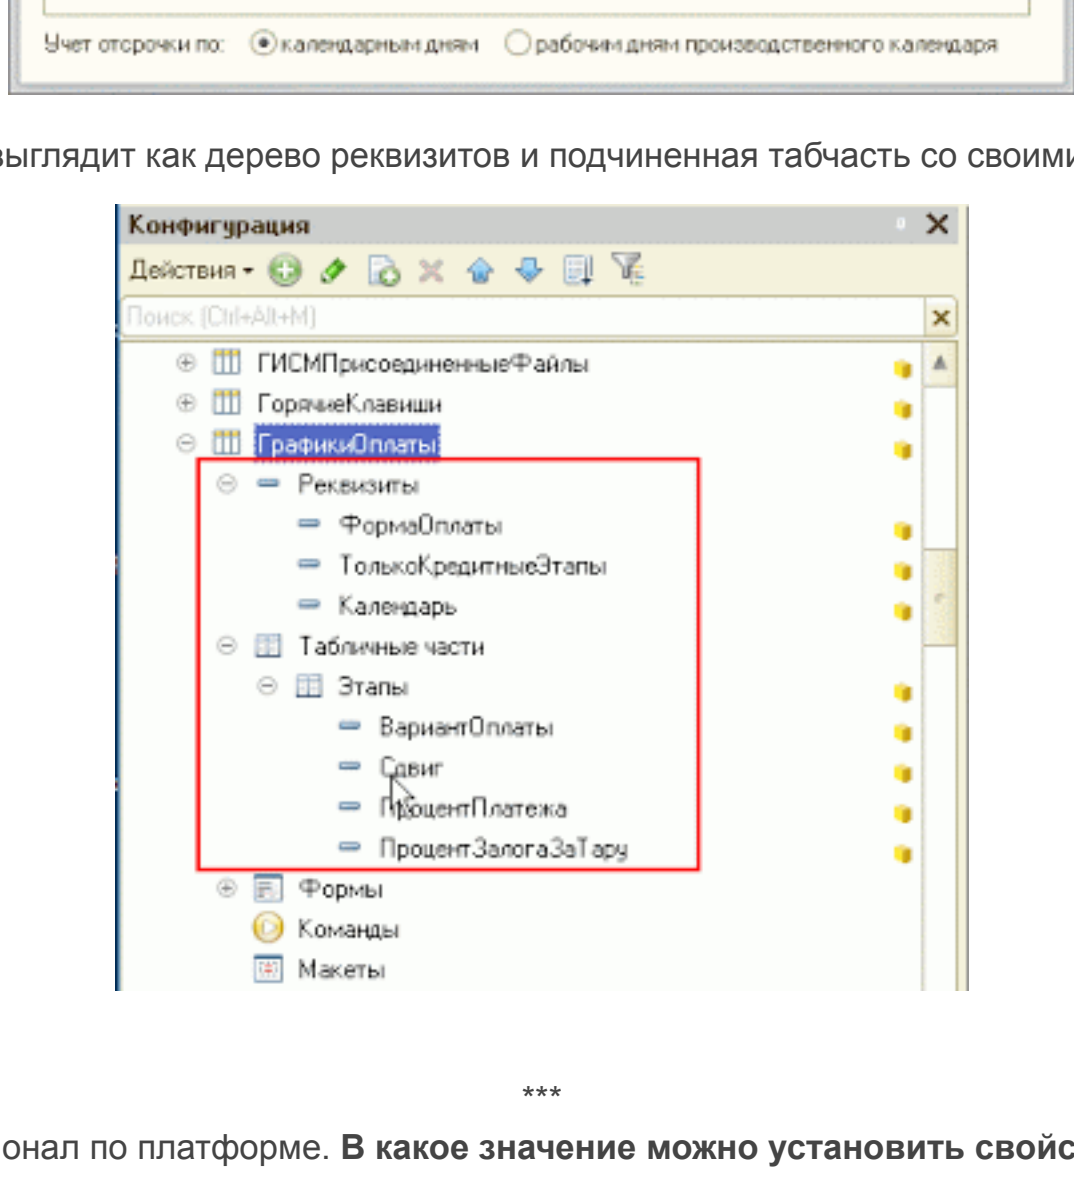 Учет отсрочки по: календарным дням рабочим дням производственного календаря
выглядит как дерево реквизитов и подчиненная табчасть со своими
Конфигурация
Действия
Поиск (Ctrl+Alt+M)
ГИСМПрисоединенныеФайлы
ГорячиеКлавиши
ГрафикиОплаты
Реквизиты
ФормаОплаты
ТолькоКредитныеЭтапы
Календарь
Табличные части
Этапы
ВариантОплаты
Сдвиг
ПроцентПлатежа
ПроцентЗалогаЗаТару
Формы
Команды
Макеты
***
онал по платформе. В какое значение можно установить свойс